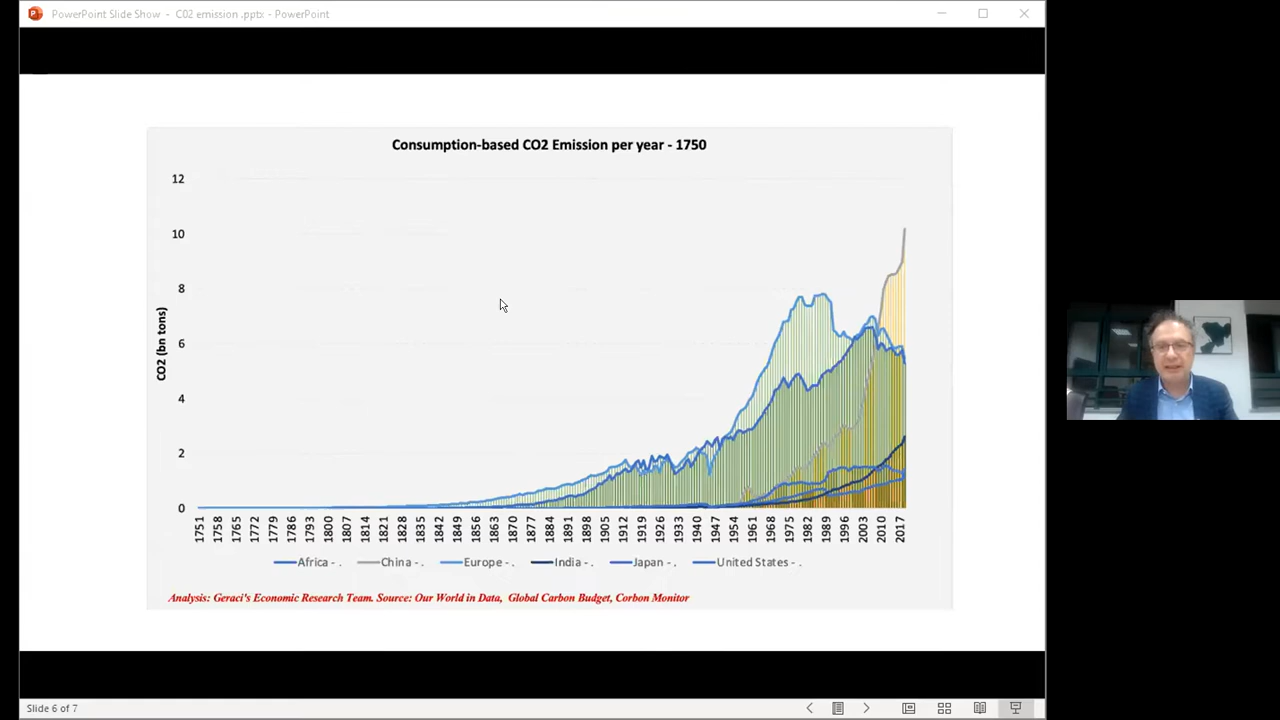 PowerPoint Slide Show - C02 emission .pptx: - PowerPoint
Consumption-based CO2 Emission per year - 1750
12
10
8
6
4
2
0
CO2 (bn tons)
1751 1758 1765 1772 1779 1786 1793 1800 1807 1814 1821 1828 1835 1842 1849 1856 1863 1870 1877 1884 1891 1898 1905 1912 1919 1926 1933 1940 1947 1954 1961 1968 1975 1982 1989 1996 2003 2010 2017
Africa - . China - . Europe - . India - . Japan - . United States - .
Analysis: Geraci's Economic Research Team. Source: Our World in Data, Global Carbon Budget, Corbon Monitor
Slide 6 of 7